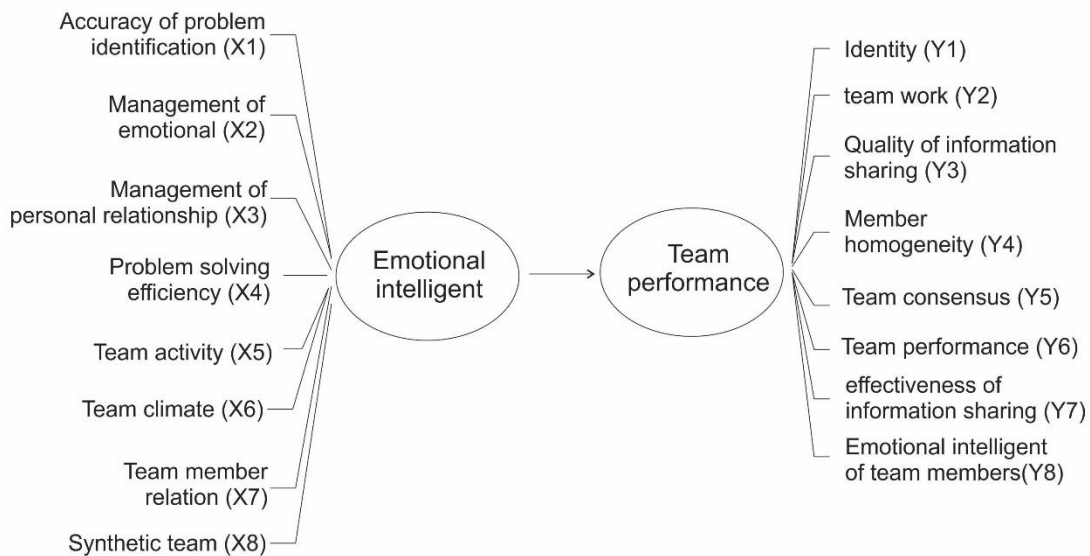 Accuracy of problem
identification (X1)
Management of
emotional (X2)
Management of
personal relationship (X3)
Problem solving
efficiency (X4)
Team activity (X5)
Team climate (X6)
Team member
relation (X7)
Synthetic team (X8)
Emotional
intelligent
Team
performance
Identity (Y1)
team work (Y2)
Quality of information
sharing (Y3)
Member
homogeneity (Y4)
Team consensus (Y5)
Team performance (Y6)
effectiveness of
information sharing (Y7)
Emotional intelligent
of team members(Y8)